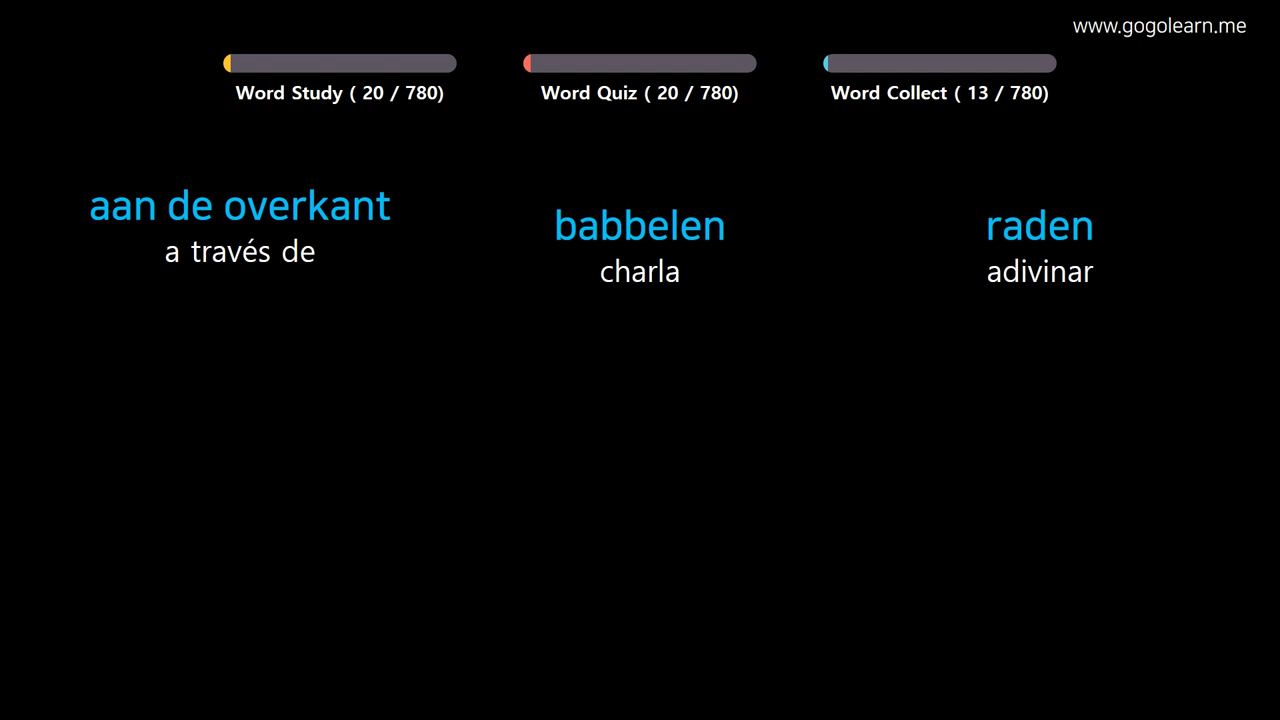 www.gogolearn.me
Word Study ( 20 / 780)
Word Quiz ( 20 / 780)
Word Collect ( 13 / 780)
aan de overkant
a través de
babbelen
charla
raden
adivinar